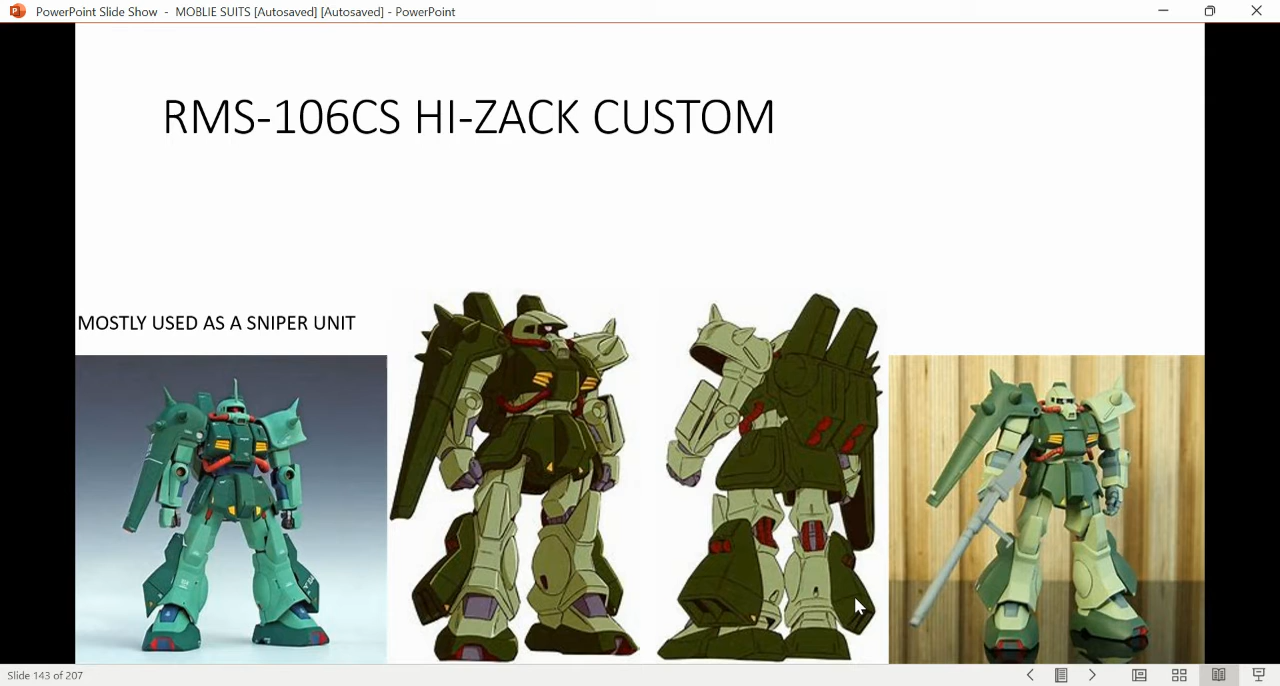 PowerPoint Slide Show - MOBLIE SUITS [Autosaved] [Autosaved] - PowerPoint
RMS-106CS HI-ZACK CUSTOM
MOSTLY USED AS A SNIPER UNIT
Slide 143 of 207